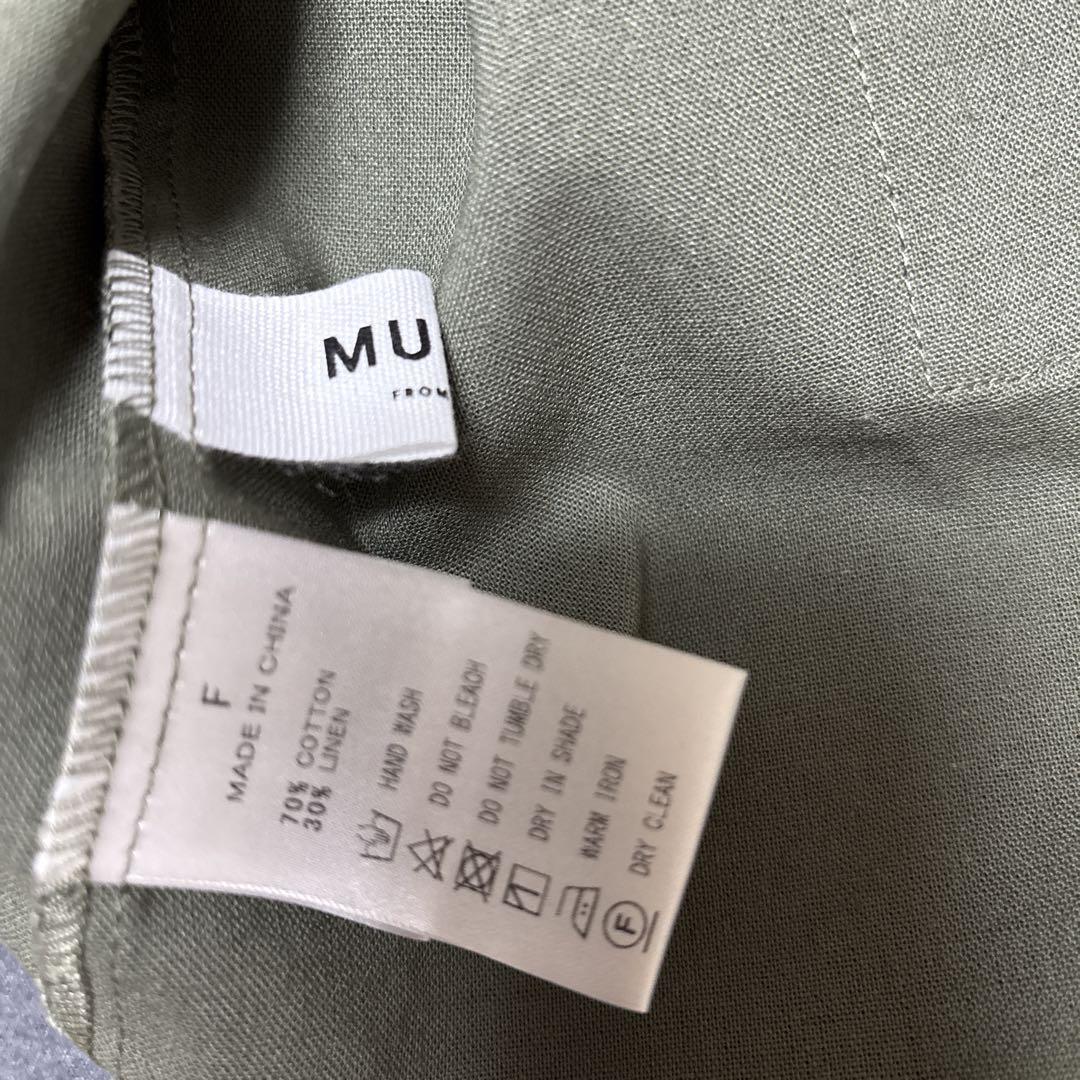 MU
FROM
F
MADE IN CHINA
70% COTTON
30% LINEN
HAND WASH
DO NOT BLEACH
DO NOT TUMBLE DRY
DRY IN SHADE
WARM IRON
F DRY CLEAN